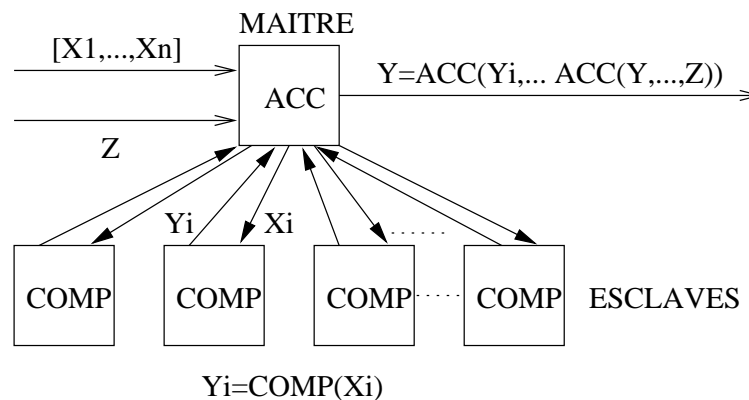 MAITRE
[X1,...,Xn]
Y=ACC(Yi,... ACC(Y,...,Z))
ACC
Z
Yi
Xi
COMP
COMP
COMP
COMP
ESCLAVES
Yi=COMP(Xi)